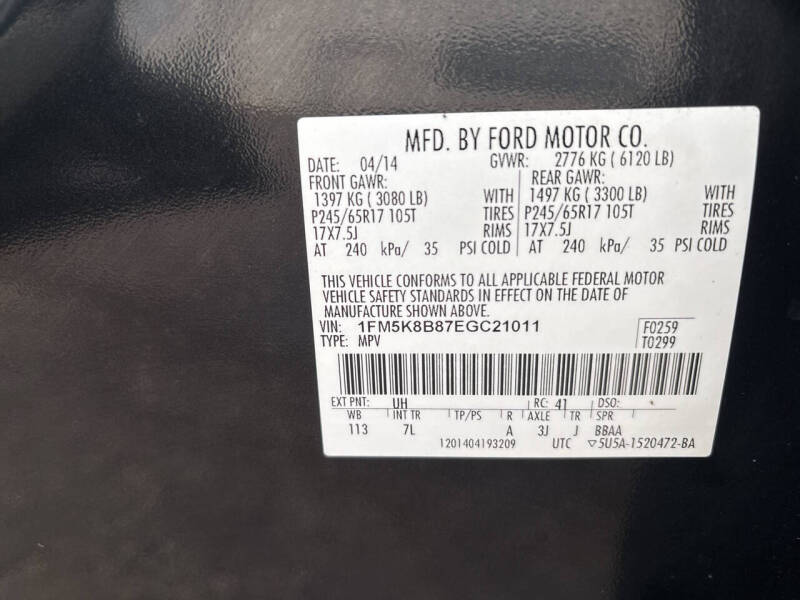 MFD. BY FORD MOTOR CO.
DATE: 04/14 GVWR: 2776 KG ( 6120 LB)
FRONT GAWR: REAR GAWR:
1397 KG ( 3080 LB) WITH 1497 KG ( 3300 LB) WITH
P245/65R17 105T TIRES P245/65R17 105T TIRES
17X7.5J RIMS 17X7.5J RIMS
AT 240 kPa/ 35 PSI COLD AT 240 kPa/ 35 PSI COLD
THIS VEHICLE CONFORMS TO ALL APPLICABLE FEDERAL MOTOR
VEHICLE SAFETY STANDARDS IN EFFECT ON THE DATE OF
MANUFACTURE SHOWN ABOVE.
VIN: 1FM5K8B87EGC21011 F0259
TYPE: MPV T0299
EXT PNT: UH RC: 41 DSO:
WB INT TR TP/PS R AXLE TR SPR
113 7L A 3J J BBAA
1201404193209 UTC ▽5U5A-1520472-BA